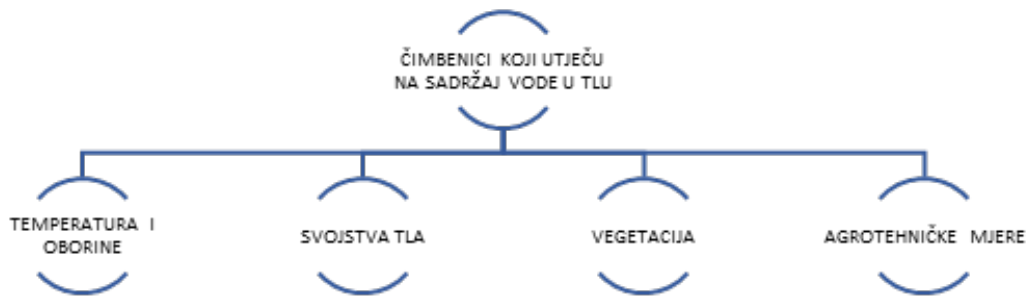 ČIMBENICI KOJI UTJEČU
NA SADRŽAJ VODE U TLU
TEMPERATURA I
OBORINE
SVOJSTVA TLA
VEGETACIJA
AGROTEHNIČKE MJERE